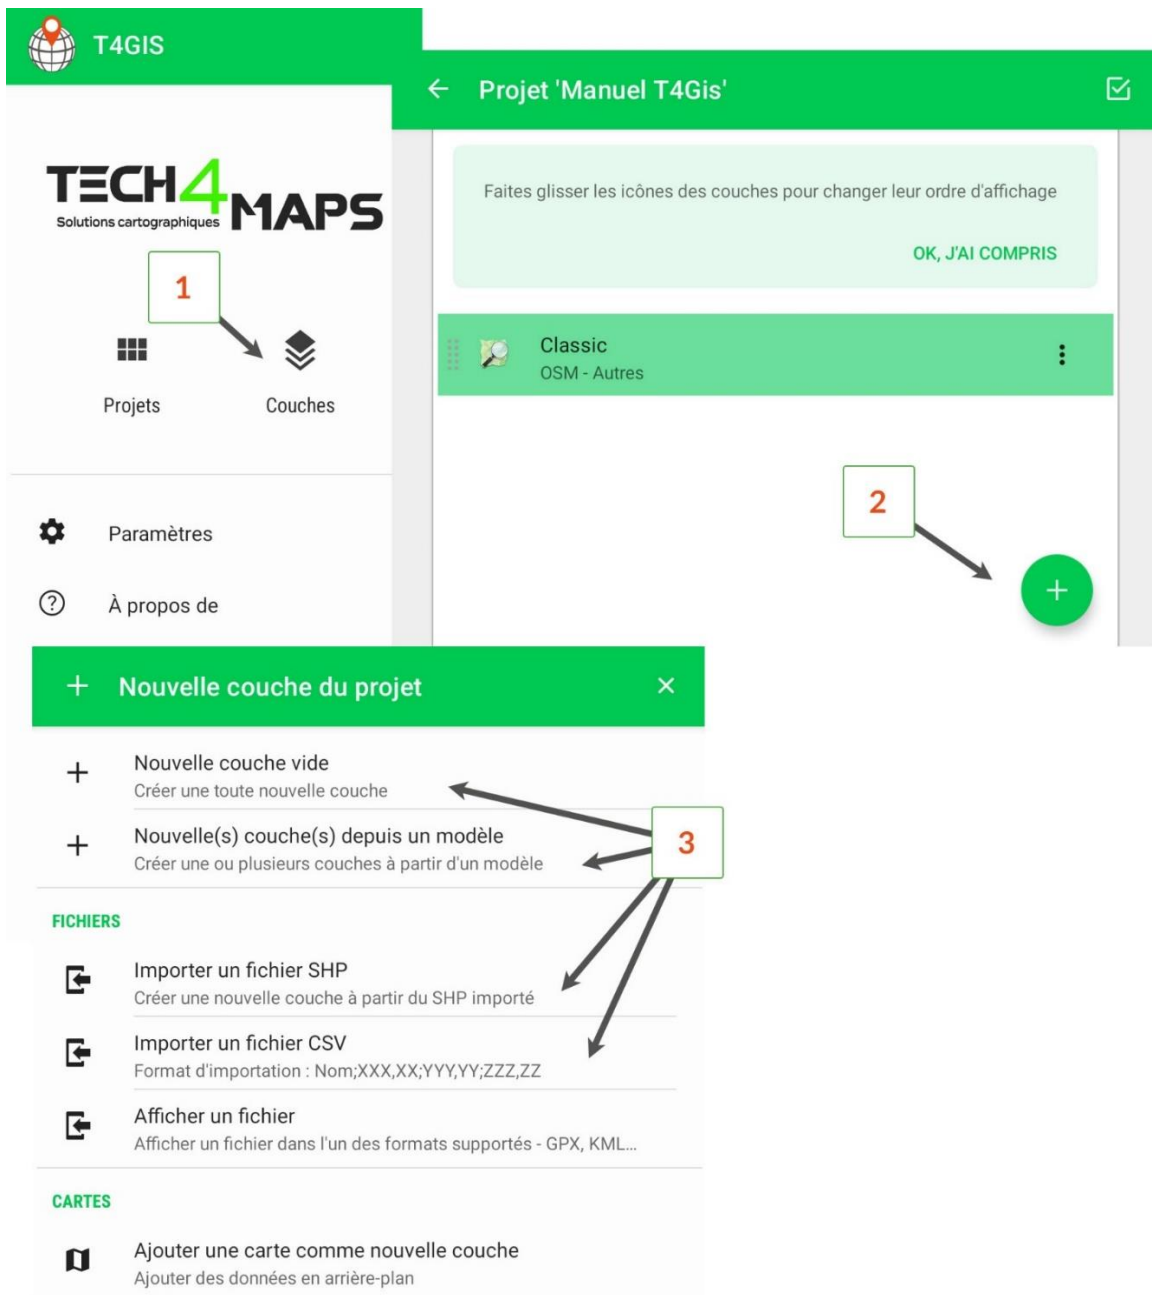 T4GIS
TECH4MAPS
Solutions cartographiques
1
Projets
Couches
Paramètres
À propos de
Projet 'Manuel T4Gis'
Faites glisser les icônes des couches pour changer leur ordre d'affichage
OK, J'AI COMPRIS
Classic
OSM - Autres
2
Nouvelle couche du projet
Nouvelle couche vide
Créer une toute nouvelle couche
Nouvelle(s) couche(s) depuis un modèle
Créer une ou plusieurs couches à partir d'un modèle
3
FICHIERS
Importer un fichier SHP
Créer une nouvelle couche à partir du SHP importé
Importer un fichier CSV
Format d'importation : Nom;XXX,XX;YYY,YY;ZZZ,ZZ
Afficher un fichier
Afficher un fichier dans l'un des formats supportés - GPX, KML...
CARTES
Ajouter une carte comme nouvelle couche
Ajouter des données en arrière-plan